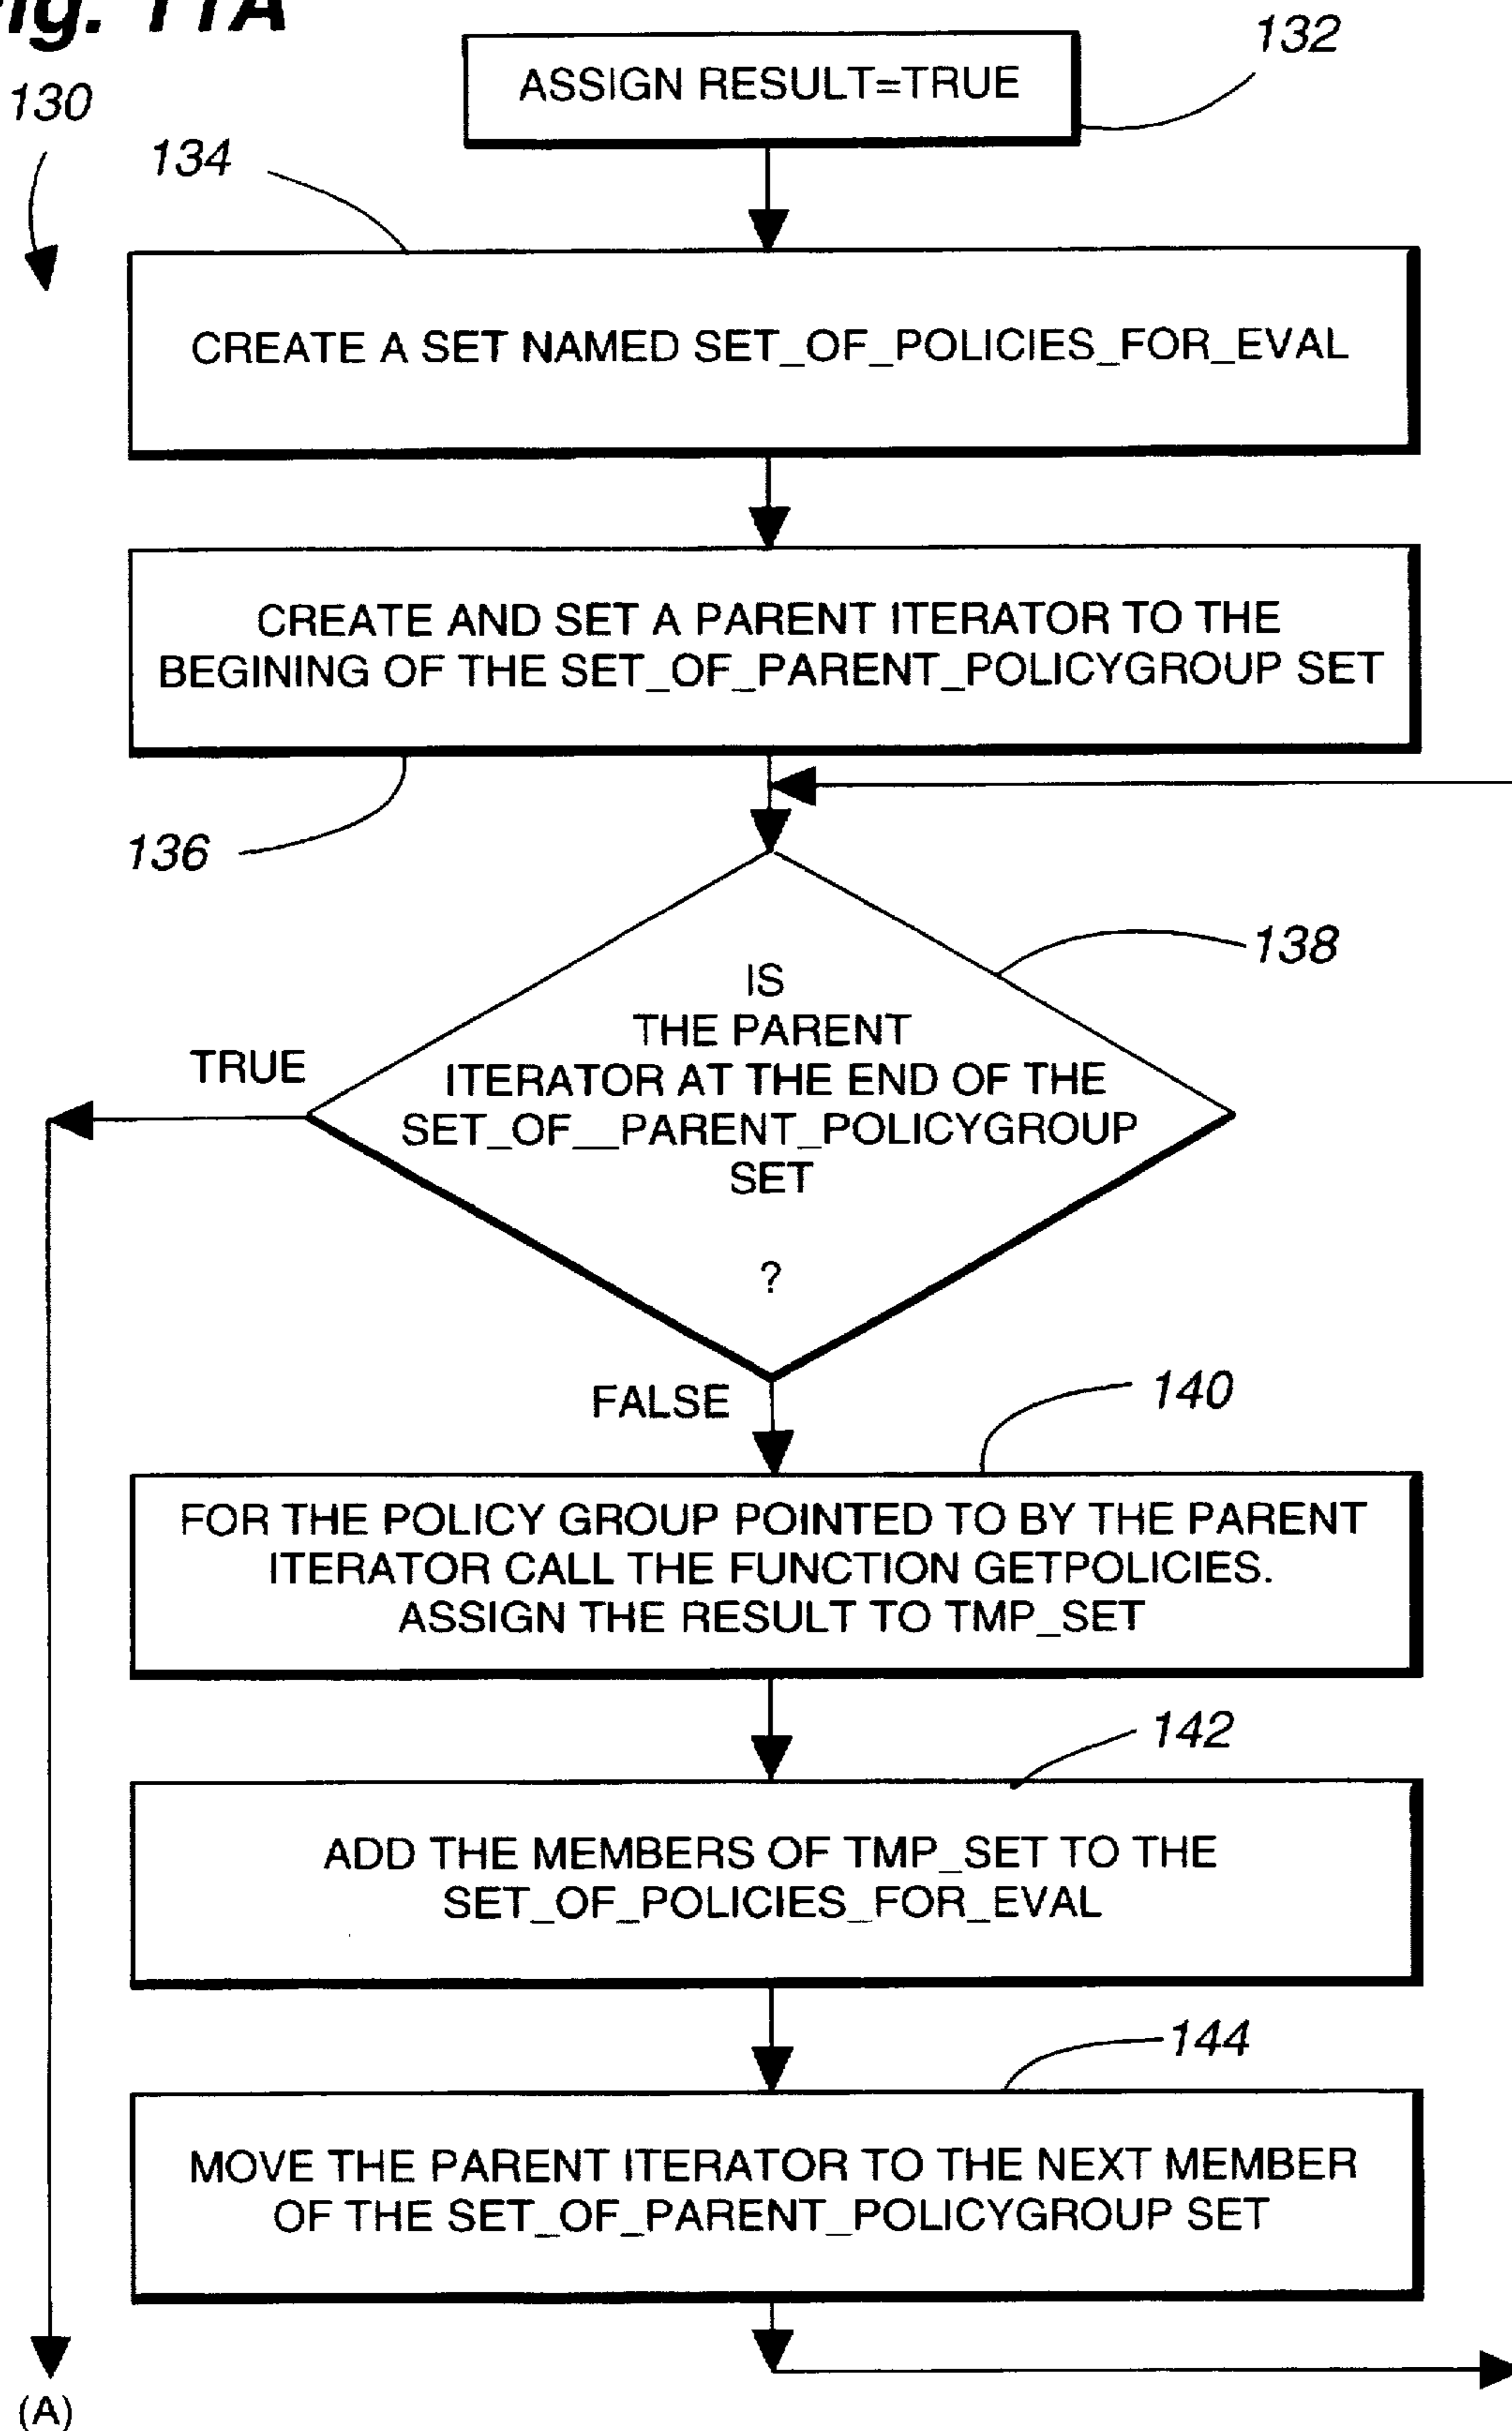 Fig. 11A
132
ASSIGN RESULT=TRUE
130
134
CREATE A SET NAMED SET_OF_POLICIES_FOR_EVAL
CREATE AND SET A PARENT ITERATOR TO THE
BEGINING OF THE SET_OF_PARENT_POLICYGROUP SET
136
138
IS
THE PARENT
ITERATOR AT THE END OF THE
SET_OF__PARENT_POLICYGROUP
SET
?
TRUE
FALSE
140
FOR THE POLICY GROUP POINTED TO BY THE PARENT
ITERATOR CALL THE FUNCTION GETPOLICIES.
ASSIGN THE RESULT TO TMP_SET
142
ADD THE MEMBERS OF TMP_SET TO THE
SET_OF_POLICIES_FOR_EVAL
144
MOVE THE PARENT ITERATOR TO THE NEXT MEMBER
OF THE SET_OF_PARENT_POLICYGROUP SET
(A)